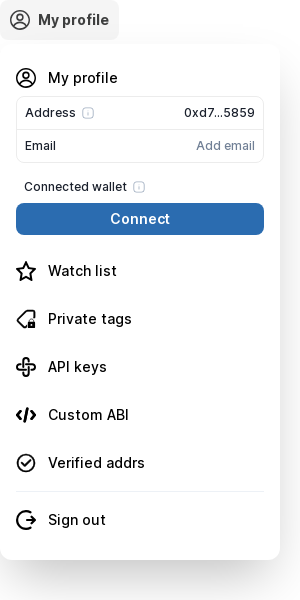 My profile
My profile
Address 0xd7...5859
Email Add email
Connected wallet
Connect
Watch list
Private tags
API keys
Custom ABI
Verified addrs
Sign out